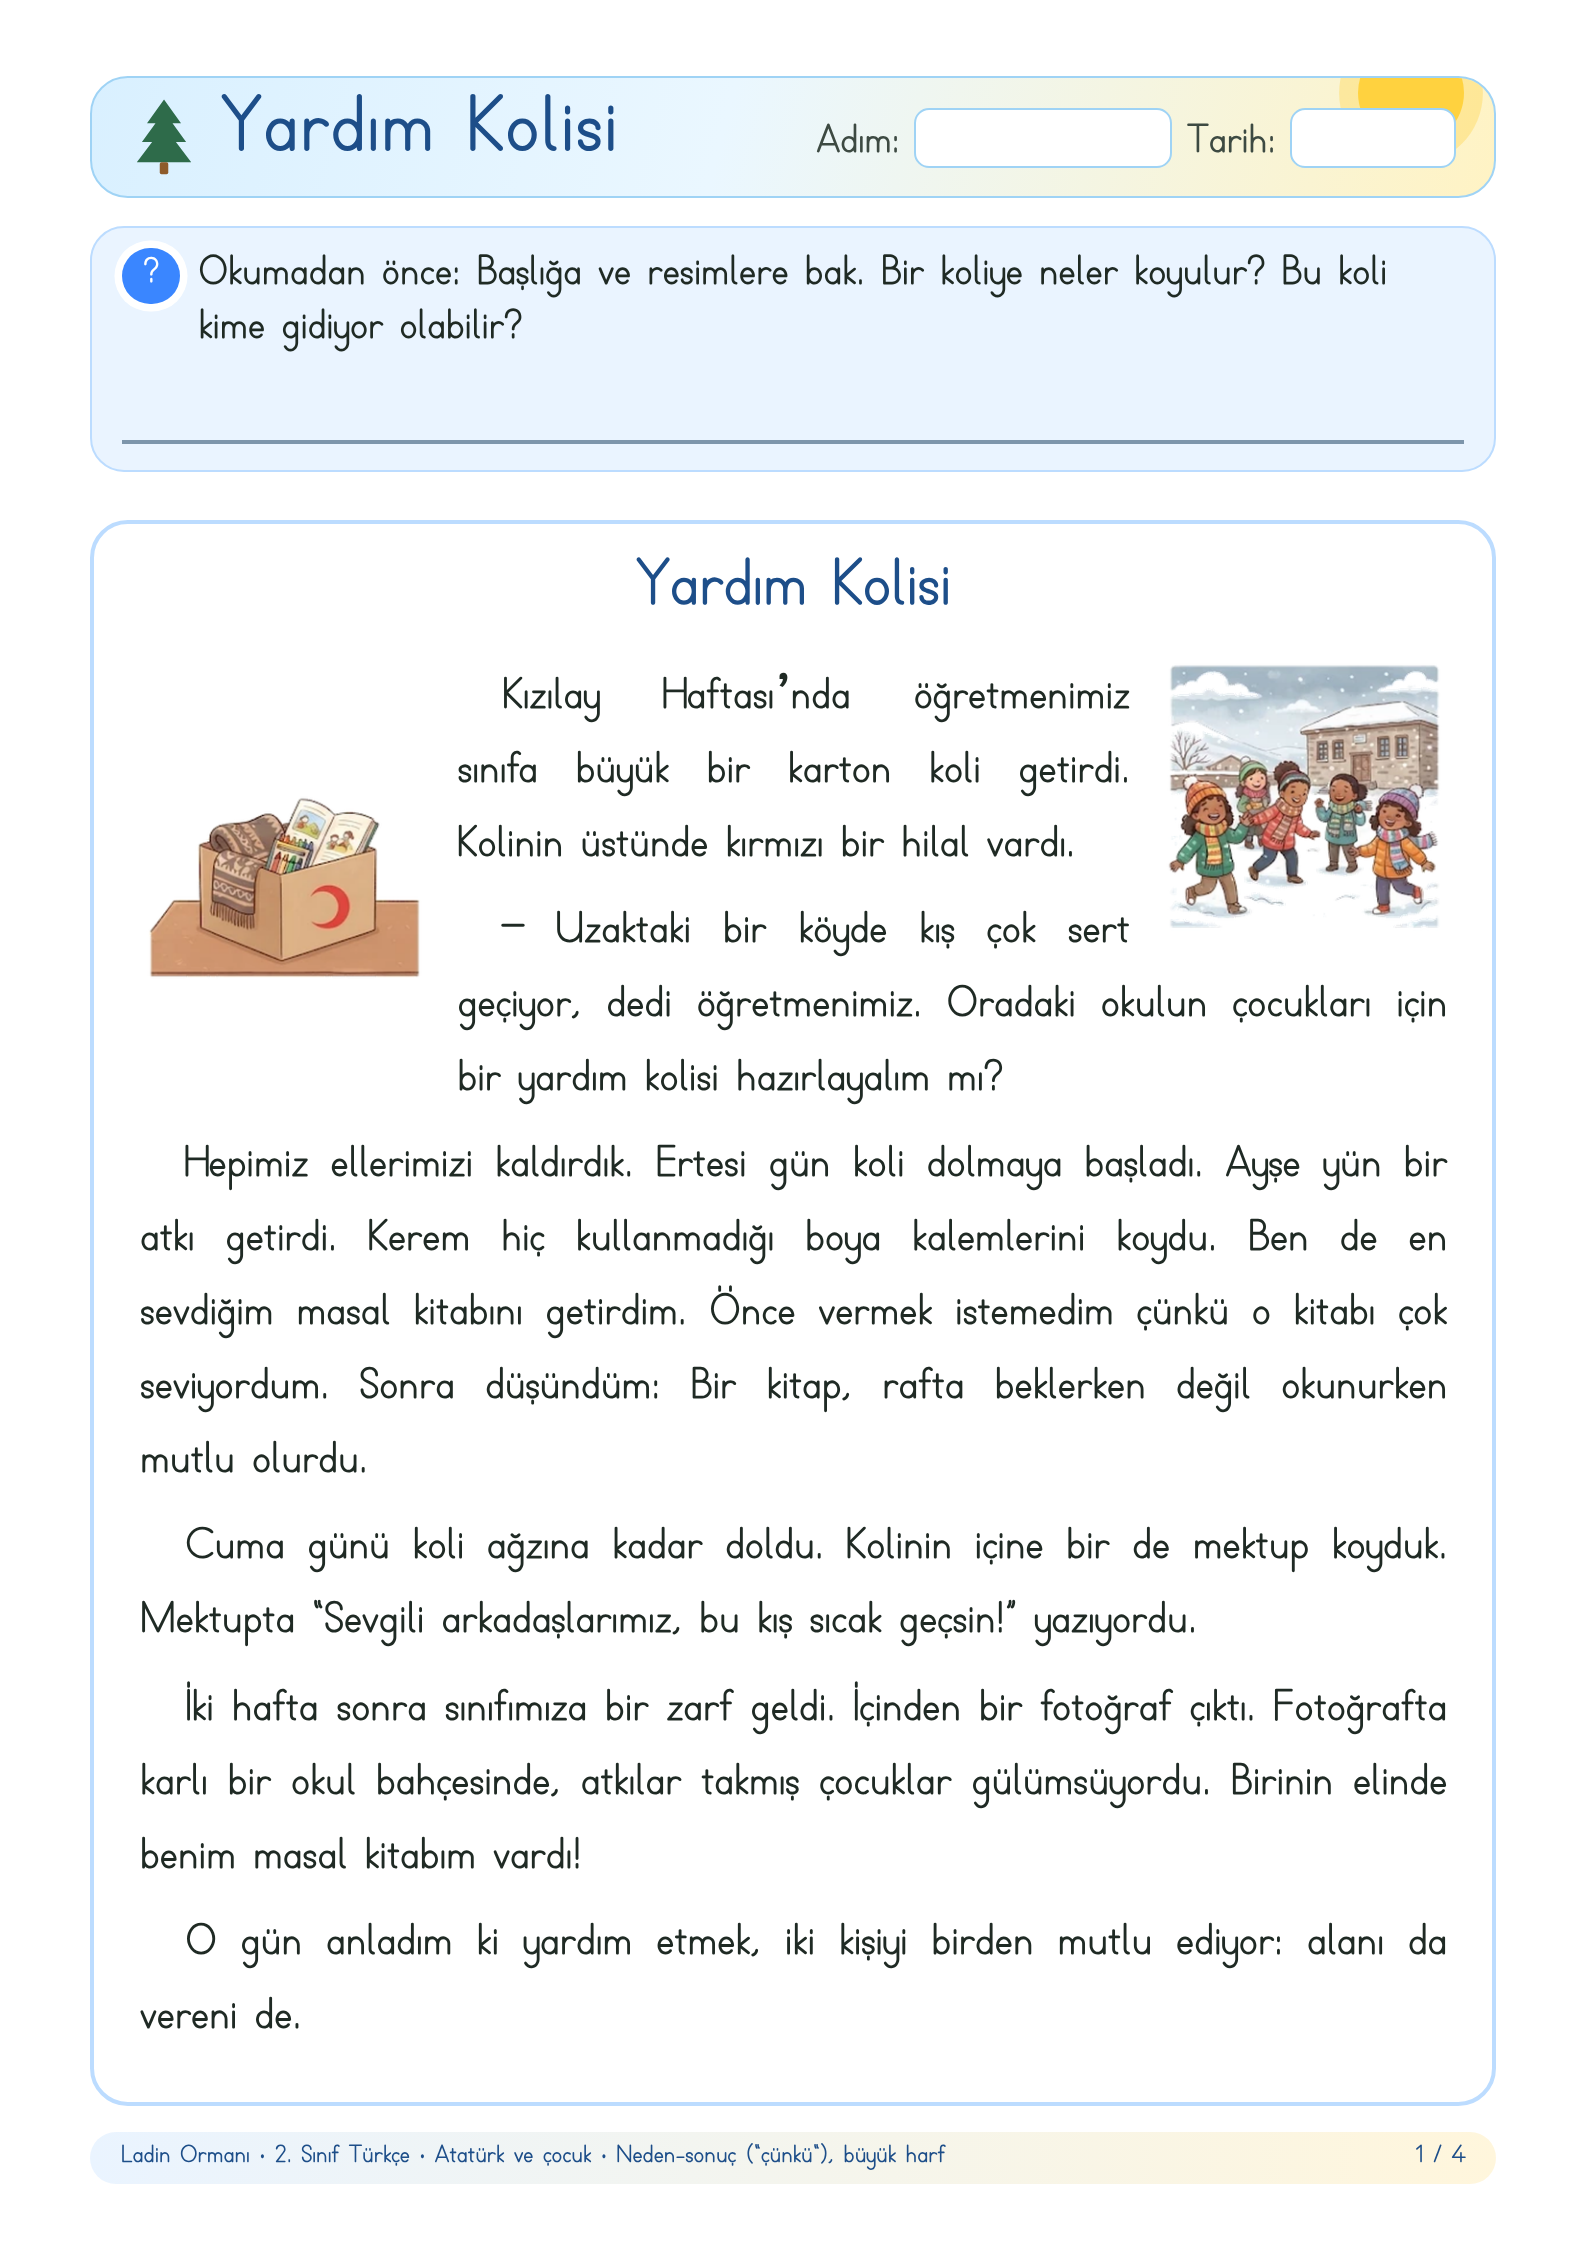 Yardım Kolisi
Adım:
Tarih:
? Okumadan önce: Başlığa ve resimlere bak. Bir koliye neler koyulur? Bu koli
kime gidiyor olabilir?
Yardım Kolisi
Kızılay Haftası’nda öğretmenimiz
sınıfa büyük bir karton koli getirdi.
Kolinin üstünde kırmızı bir hilal vardı.
– Uzaktaki bir köyde kış çok sert
geçiyor, dedi öğretmenimiz. Oradaki okulun çocukları için
bir yardım kolisi hazırlayalım mı?
Hepimiz ellerimizi kaldırdık. Ertesi gün koli dolmaya başladı. Ayşe yün bir
atkı getirdi. Kerem hiç kullanmadığı boya kalemlerini koydu. Ben de en
sevdiğim masal kitabını getirdim. Önce vermek istemedim çünkü o kitabı çok
seviyordum. Sonra düşündüm: Bir kitap, rafta beklerken değil okunurken
mutlu olurdu.
Cuma günü koli ağzına kadar doldu. Kolinin içine bir de mektup koyduk.
Mektupta “Sevgili arkadaşlarımız, bu kış sıcak geçsin!” yazıyordu.
İki hafta sonra sınıfımıza bir zarf geldi. İçinden bir fotoğraf çıktı. Fotoğrafta
karlı bir okul bahçesinde, atkılar takmış çocuklar gülümsüyordu. Birinin elinde
benim masal kitabım vardı!
O gün anladım ki yardım etmek, iki kişiyi birden mutlu ediyor: alanı da
vereni de.
Ladin Ormanı • 2. Sınıf Türkçe • Atatürk ve çocuk • Neden-sonuç (“çünkü“), büyük harf
1 / 4